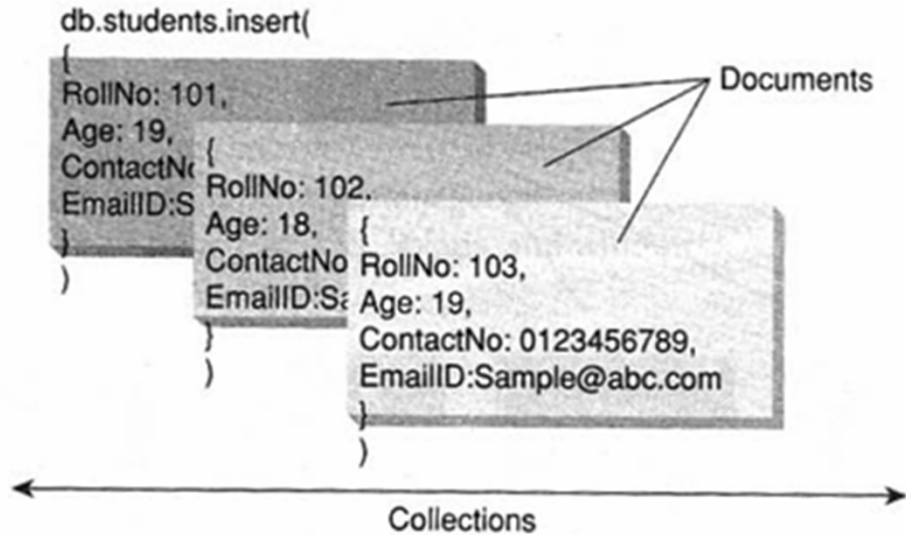 db.students.insert(
{
RollNo: 101,
Age: 19,
ContactNo
EmailID:S
}
)
{
RollNo: 102,
Age: 18,
ContactNo
EmailID:Sa
}
)
{
RollNo: 103,
Age: 19,
ContactNo: 0123456789,
EmailID:Sample@abc.com
}
)
Documents
Collections